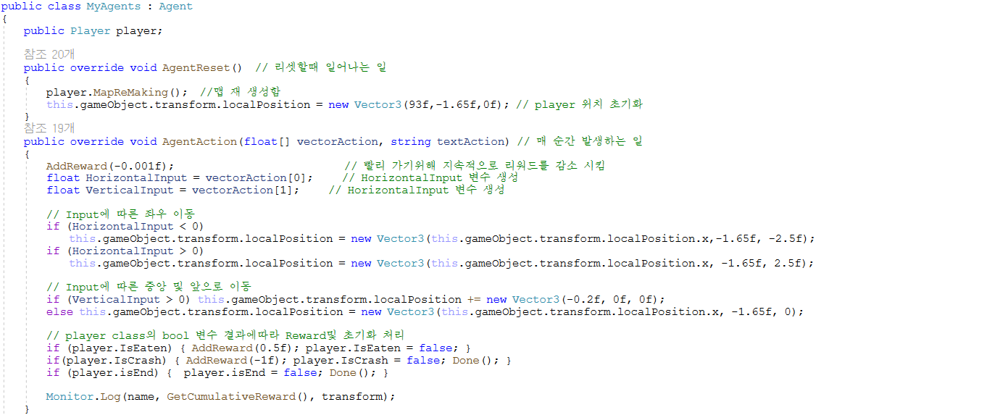 public class MyAgents : Agent
{
public Player player;
참조 20개
public override void AgentReset() // 리셋할때 일어나는 일
{
player.MapReMaking(); //맵 재 생성함
this.gameObject.transform.localPosition = new Vector3(93f,-1.65f,0f); // player 위치 초기화
}
참조 19개
public override void AgentAction(float[] vectorAction, string textAction) // 매 순간 발생하는 일
{
AddReward(-0.001f); // 빨리 가기위해 지속적으로 리워드를 감소 시킴
float HorizontalInput = vectorAction[0]; // HorizontalInput 변수 생성
float VerticalInput = vectorAction[1]; // HorizontalInput 변수 생성
// Input에 따른 좌우 이동
if (HorizontalInput < 0)
this.gameObject.transform.localPosition = new Vector3(this.gameObject.transform.localPosition.x,-1.65f, -2.5f);
if (HorizontalInput > 0)
this.gameObject.transform.localPosition = new Vector3(this.gameObject.transform.localPosition.x, -1.65f, 2.5f);
// Input에 따른 중앙 및 앞으로 이동
if (VerticalInput > 0) this.gameObject.transform.localPosition += new Vector3(-0.2f, 0f, 0f);
else this.gameObject.transform.localPosition = new Vector3(this.gameObject.transform.localPosition.x, -1.65f, 0);
// player class의 bool 변수 결과에따라 Reward및 초기화 처리
if (player.IsEaten) { AddReward(0.5f); player.IsEaten = false; }
if(player.IsCrash) { AddReward(-1f); player.IsCrash = false; Done(); }
if (player.isEnd) { player.isEnd = false; Done(); }
Monitor.Log(name, GetCumulativeReward(), transform);
}